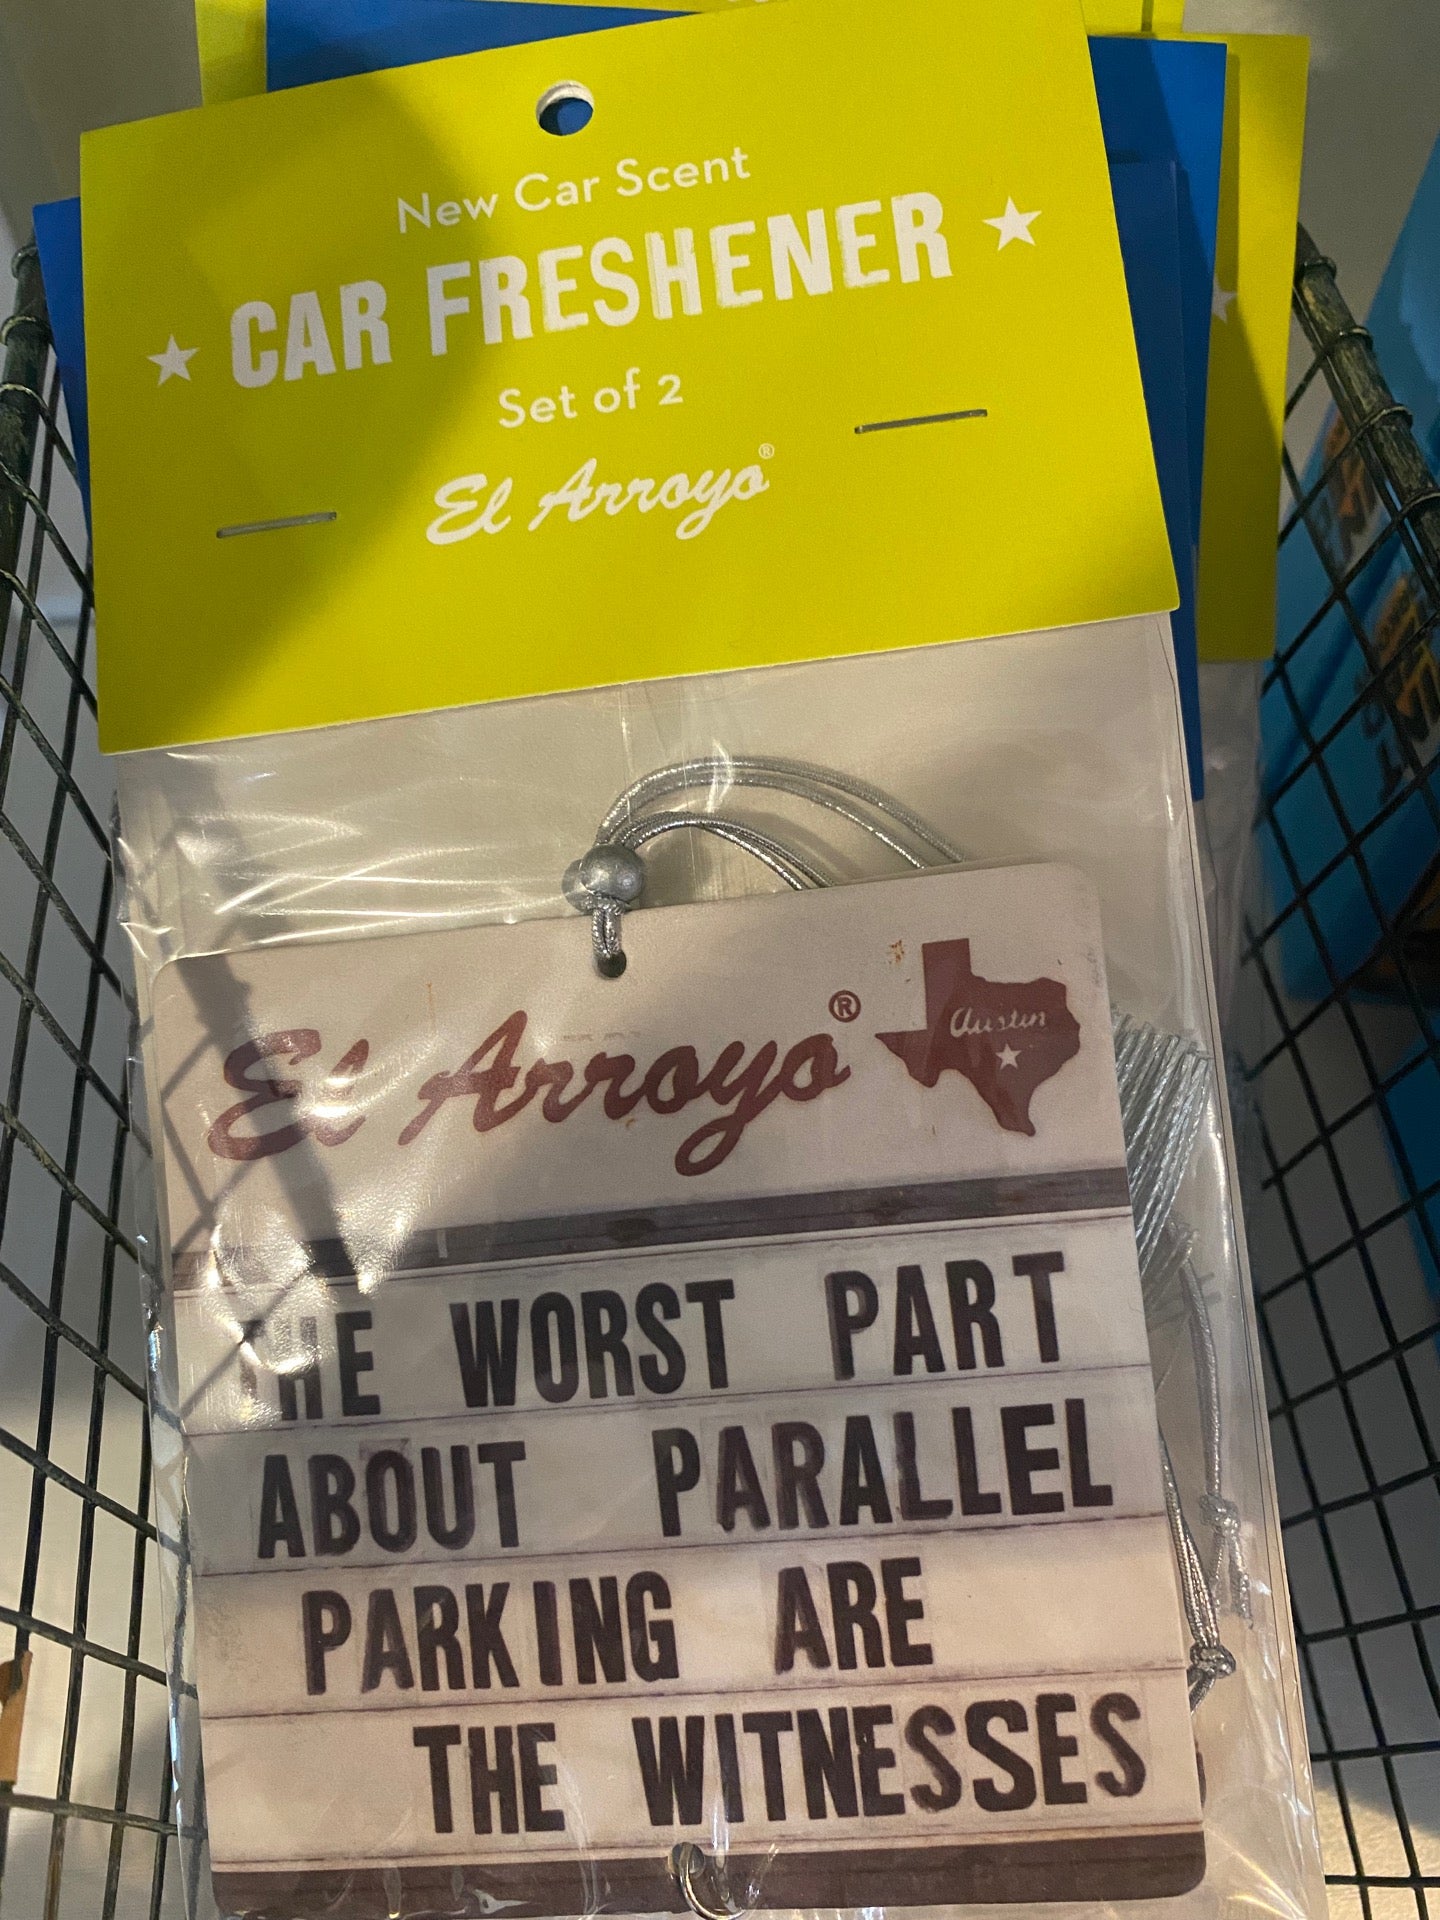 New Car Scent
★ CAR FRESHENER ★
Set of 2
El Arroyo®
El Arroyo®
Austin
THE WORST PART
ABOUT PARALLEL
PARKING ARE
THE WITNESSES